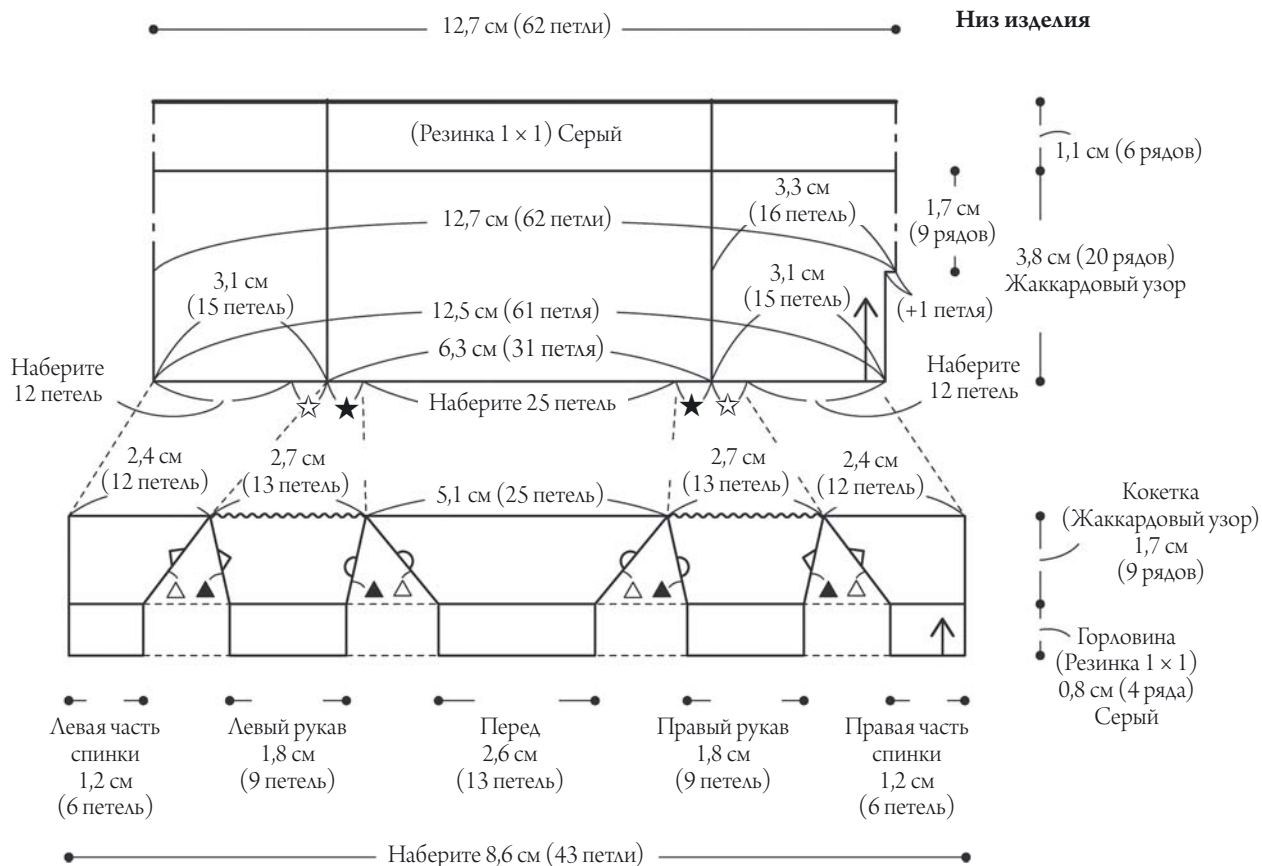 12,7 см (62 петли)
Низ изделия
(Резинка 1 × 1) Серый
1,1 см (6 рядов)
3,3 см
(16 петель)
1,7 см
(9 рядов)
12,7 см (62 петли)
3,8 см (20 рядов)
Жаккардовый узор
3,1 см
(15 петель)
3,1 см
(15 петель)
(+1 петля)
12,5 см (61 петля)
6,3 см (31 петля)
Наберите
12 петель
Наберите 25 петель
Наберите
12 петель
2,4 см
(12 петель)
2,7 см
(13 петель)
5,1 см (25 петель)
2,7 см
(13 петель)
2,4 см
(12 петель)
Кокетка
(Жаккардовый узор)
1,7 см
(9 рядов)
Горловина
(Резинка 1 × 1)
0,8 см (4 ряда)
Серый
Левая часть
спинки
1,2 см
(6 петель)
Левый рукав
1,8 см
(9 петель)
Перед
2,6 см
(13 петель)
Правый рукав
1,8 см
(9 петель)
Правая часть
спинки
1,2 см
(6 петель)
Наберите 8,6 см (43 петли)